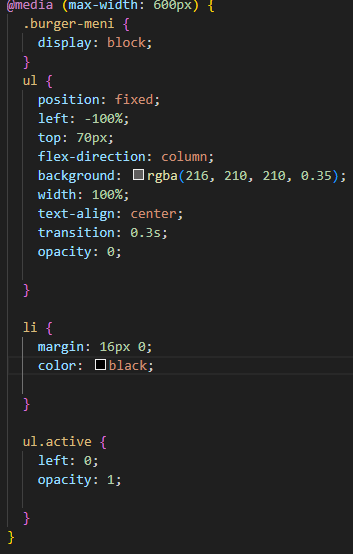 @media (max-width: 600px) {
.burger-meni {
display: block;
}
ul {
position: fixed;
left: -100%;
top: 70px;
flex-direction: column;
background: rgba(216, 210, 210, 0.35);
width: 100%;
text-align: center;
transition: 0.3s;
opacity: 0;
}
li {
margin: 16px 0;
color: black;
}
ul.active {
left: 0;
opacity: 1;
}
}